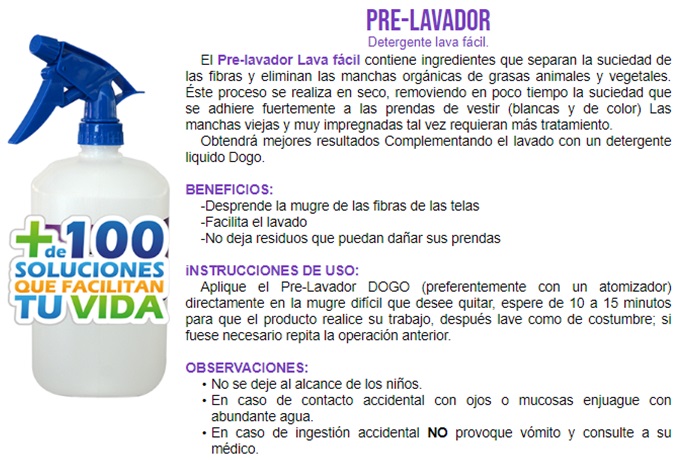 PRE-LAVADOR
Detergente lava fácil.
El Pre-lavador Lava fácil contiene ingredientes que separan la suciedad de
las fibras y eliminan las manchas orgánicas de grasas animales y vegetales.
Éste proceso se realiza en seco, removiendo en poco tiempo la suciedad que
se adhiere fuertemente a las prendas de vestir (blancas y de color) Las
manchas viejas y muy impregnadas tal vez requieran más tratamiento.
Obtendrá mejores resultados Complementando el lavado con un detergente
liquido Dogo.
BENEFICIOS:
-Desprende la mugre de las fibras de las telas
-Facilita el lavado
-No deja residuos que puedan dañar sus prendas
iNSTRUCCIONES DE USO:
Aplique el Pre-Lavador DOGO (preferentemente con un atomizador)
directamente en la mugre difícil que desee quitar, espere de 10 a 15 minutos
para que el producto realice su trabajo, después lave como de costumbre; si
fuese necesario repita la operación anterior.
OBSERVACIONES:
• No se deje al alcance de los niños.
• En caso de contacto accidental con ojos o mucosas enjuague con
abundante agua.
• En caso de ingestión accidental NO provoque vómito y consulte a su
médico.
+ de 100
SOLUCIONES
QUE FACILITAN
TU VIDA